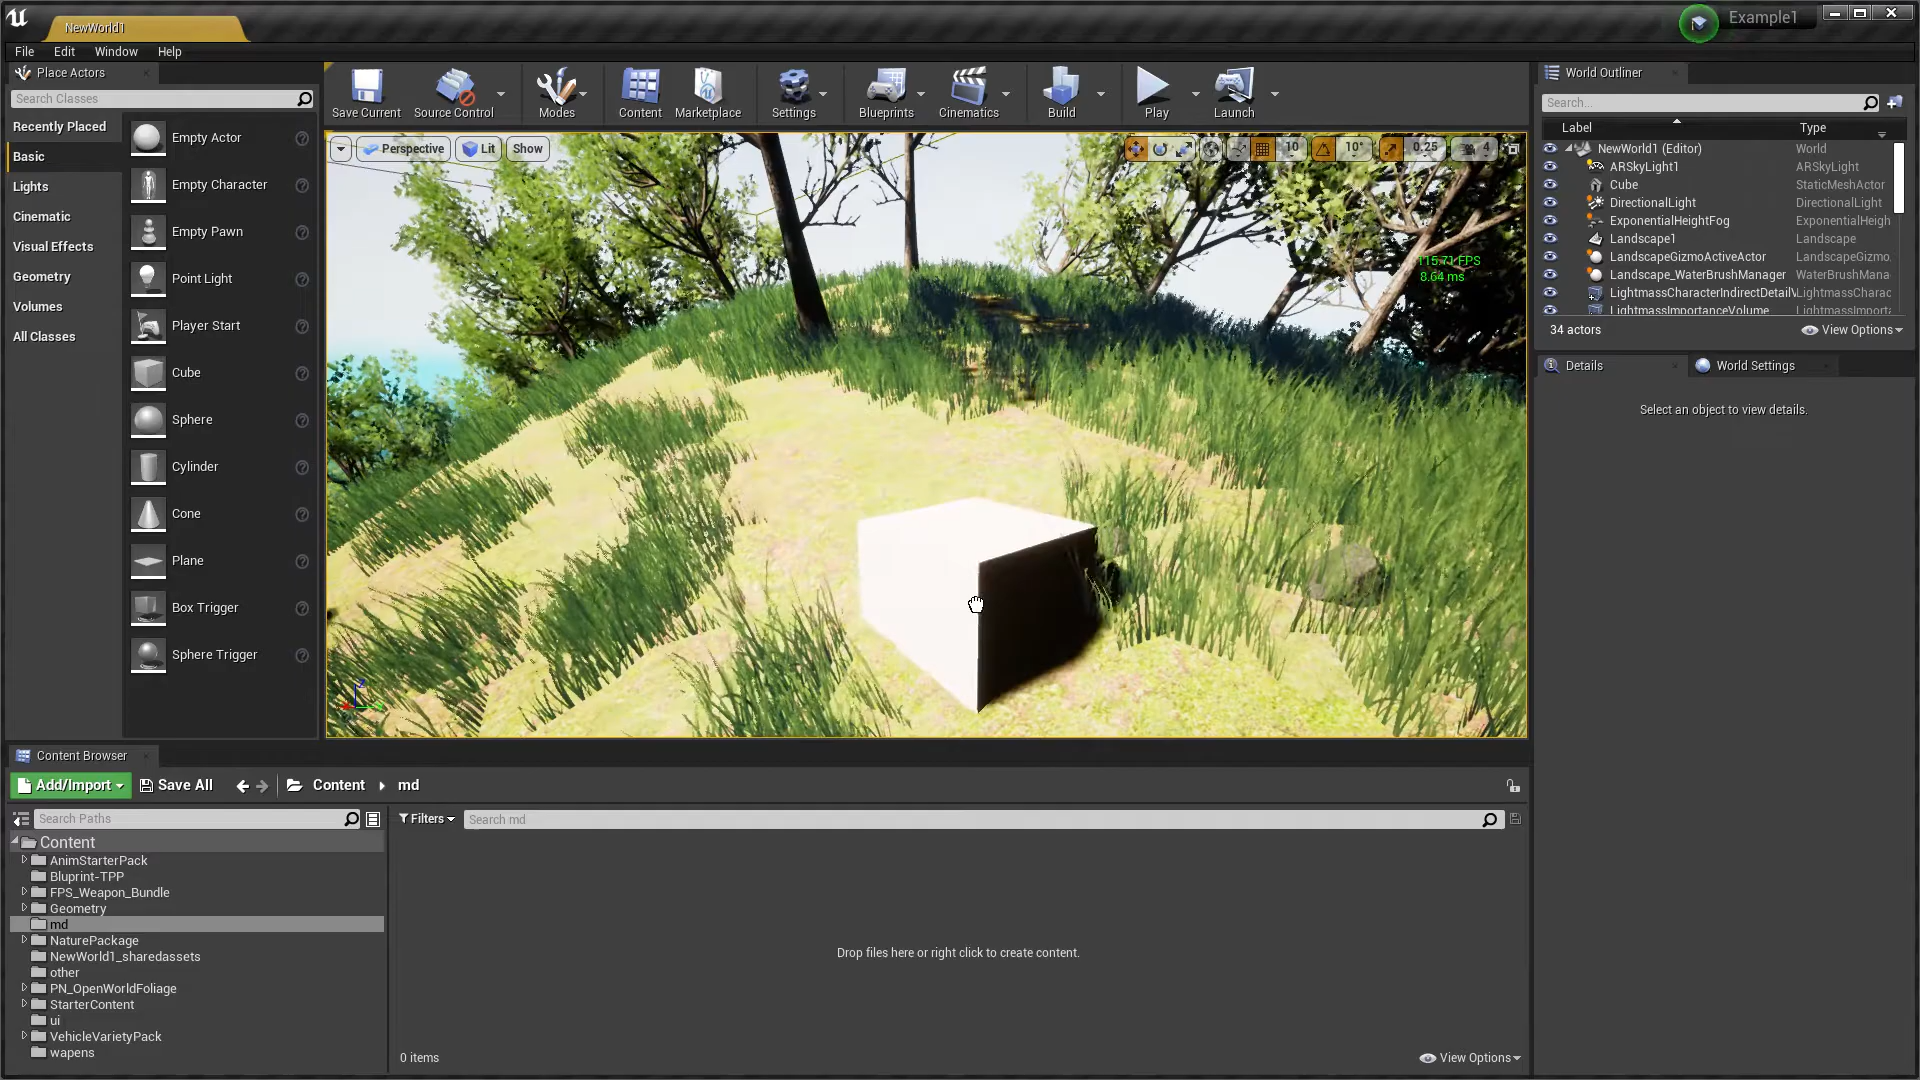 NewWorld1
Example1
File Edit Window Help
Place Actors
Search Classes
Recently Placed
Basic
Lights
Cinematic
Visual Effects
Geometry
Volumes
All Classes
Empty Actor
Empty Character
Empty Pawn
Point Light
Player Start
Cube
Sphere
Cylinder
Cone
Plane
Box Trigger
Sphere Trigger
Save Current Source Control Modes Content Marketplace Settings Blueprints Cinematics Build Play Launch
Perspective Lit Show
10 10° 0.25 4
115.71 FPS
8.64 ms
World Outliner
Search...
Label Type
NewWorld1 (Editor) World
ARSkyLight1 ARSkyLight
Cube StaticMeshActor
DirectionalLight DirectionalLight
ExponentialHeightFog ExponentialHeigh
Landscape1 Landscape
LandscapeGizmoActiveActor LandscapeGizmo
Landscape_WaterBrushManager WaterBrushMana
LightmassCharacterIndirectDetailV LightmassCharac
LightmassImportanceVolume LightmassImporta
34 actors View Options
Details World Settings
Select an object to view details.
Content Browser
Add/Import Save All Content md
Search Paths
Filters Search md
Content
AnimStarterPack
Bluprint-TPP
FPS_Weapon_Bundle
Geometry
md
NaturePackage
NewWorld1_sharedassets
other
PN_OpenWorldFoliage
StarterContent
ui
VehicleVarietyPack
wapens
Drop files here or right click to create content.
0 items View Options